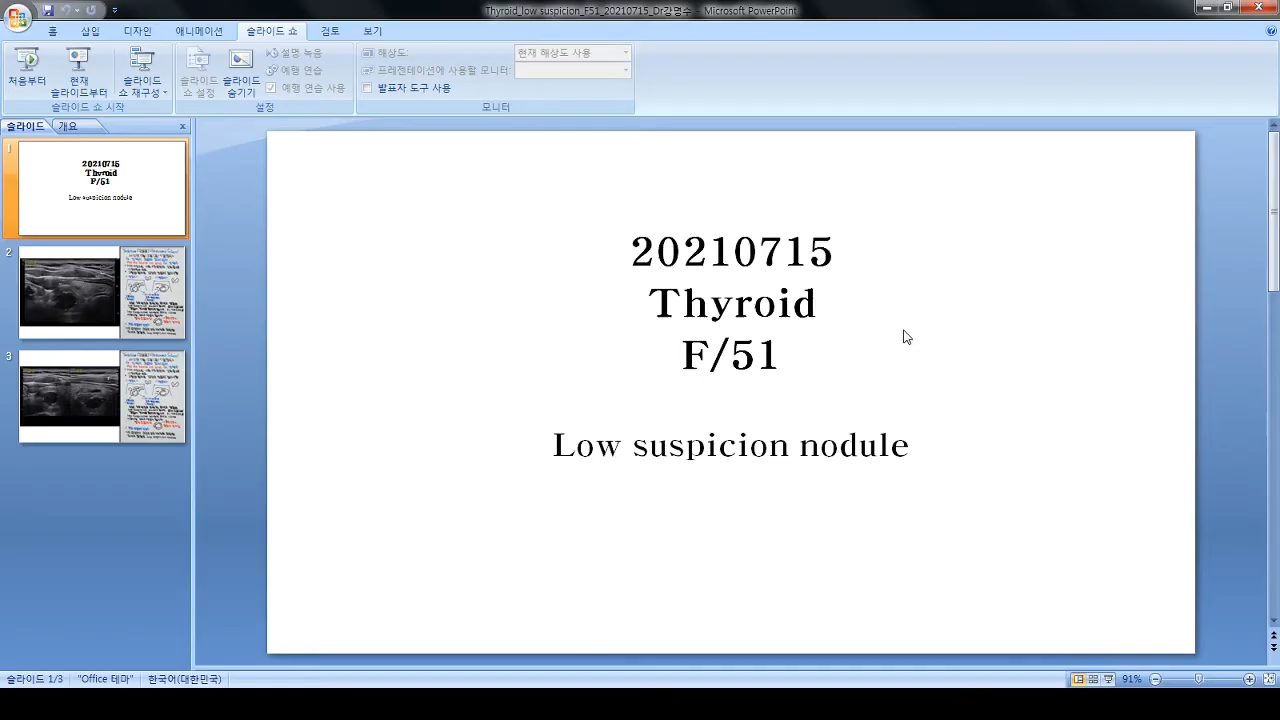 Thyroid_low suspicion_F51_20210715_Dr강명수 - Microsoft PowerPoint
홈 삽입 디자인 애니메이션 슬라이드 쇼 검토 보기
처음부터
현재 슬라이드부터
슬라이드 쇼 재구성
슬라이드 쇼 시작
슬라이드 쇼 설정
슬라이드 숨기기
설명 녹음
예행 연습
예행 연습 사용
설정
해상도: 현재 해상도 사용
프레젠테이션에 사용할 모니터:
발표자 도구 사용
모니터
슬라이드 개요
1
20210715
Thyroid
F/51
Low suspicion nodule
2
3
20210715
Thyroid
F/51
Low suspicion nodule
슬라이드 1/3 "Office 테마" 한국어(대한민국) 91%